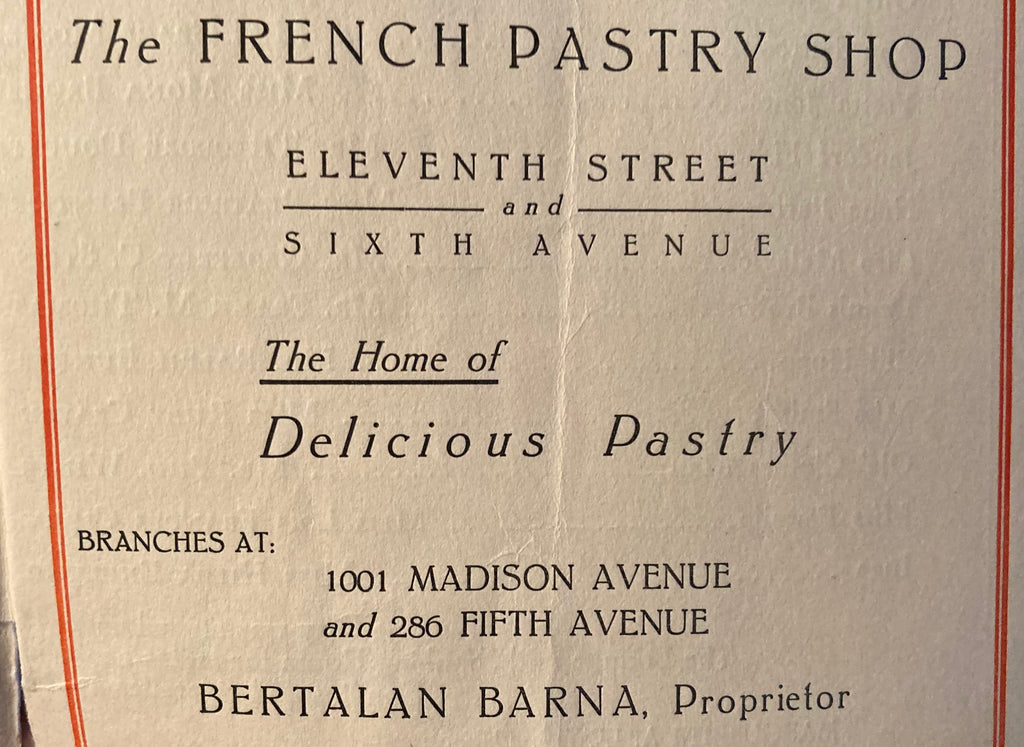 The FRENCH PASTRY SHOP
ELEVENTH STREET
and
SIXTH AVENUE
The Home of
Delicious Pastry
BRANCHES AT:
1001 MADISON AVENUE
and 286 FIFTH AVENUE
BERTALAN BARNA, Proprietor